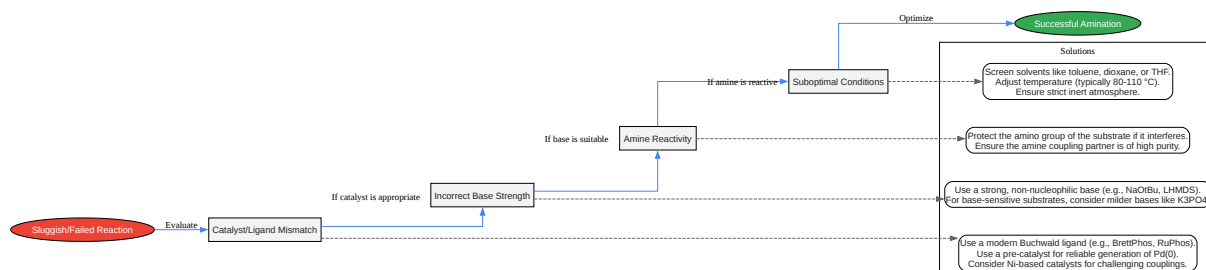 Optimize
Successful Amination
Solutions
If amine is reactive
Suboptimal Conditions
Screen solvents like toluene, dioxane, or THF.
Adjust temperature (typically 80-110 °C).
Ensure strict inert atmosphere.
If base is suitable
Amine Reactivity
Protect the amino group of the substrate if it interferes.
Ensure the amine coupling partner is of high purity.
If catalyst is appropriate
Incorrect Base Strength
Use a strong, non-nucleophilic base (e.g., NaOtBu, LHMDS).
For base-sensitive substrates, consider milder bases like K3PO4
Sluggish/Failed Reaction
Evaluate
Catalyst/Ligand Mismatch
Use a modern Buchwald ligand (e.g., BrettPhos, RuPhos).
Use a pre-catalyst for reliable generation of Pd(0).
Consider Ni-based catalysts for challenging couplings.